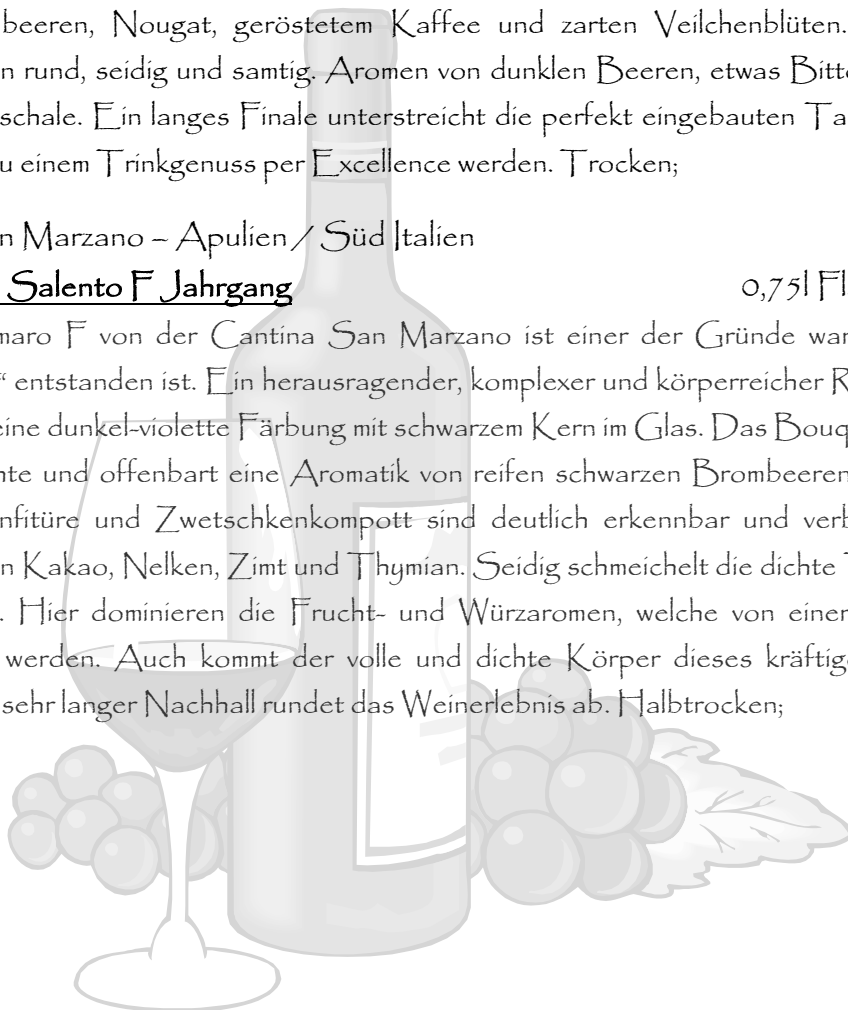 beeren, Nougat, geröstetem Kaffee und zarten Veilchenblüten.
n rund, seidig und samtig. Aromen von dunklen Beeren, etwas Bitt
schale. Ein langes Finale unterstreicht die perfekt eingebauten Ta
u einem Trinkgenuss per Excellence werden. Trocken;
n Marzano – Apulien / Süd Italien
Salento F Jahrgang 0,75l Fl
maro F von der Cantina San Marzano ist einer der Gründe war
“ entstanden ist. Ein herausragender, komplexer und körperreicher R
eine dunkel-violette Färbung mit schwarzem Kern im Glas. Das Bouq
hte und offenbart eine Aromatik von reifen schwarzen Brombeeren
nfitüre und Zwetschkenkompott sind deutlich erkennbar und verb
n Kakao, Nelken, Zimt und Thymian. Seidig schmeichelt die dichte T
. Hier dominieren die Frucht- und Würzaromen, welche von einer
werden. Auch kommt der volle und dichte Körper dieses kräftig
sehr langer Nachhall rundet das Weinerlebnis ab. Halbtrocken;